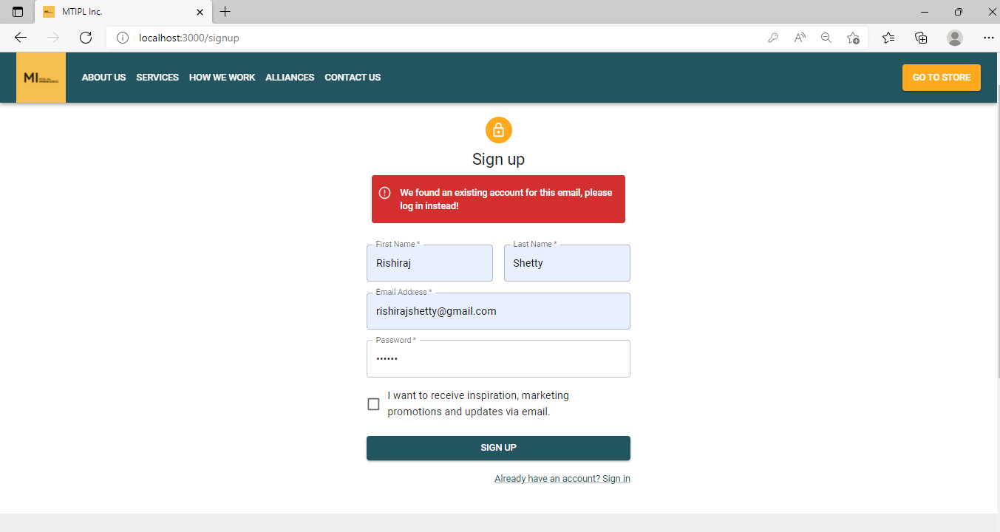 MTIPL Inc.
localhost:3000/signup
MI
ABOUT US SERVICES HOW WE WORK ALLIANCES CONTACT US
GO TO STORE
Sign up
We found an existing account for this email, please
log in instead!
First Name *
Last Name *
Rishiraj
Shetty
Email Address *
rishirajshetty@gmail.com
Password *
••••••
I want to receive inspiration, marketing
promotions and updates via email.
SIGN UP
Already have an account? Sign in